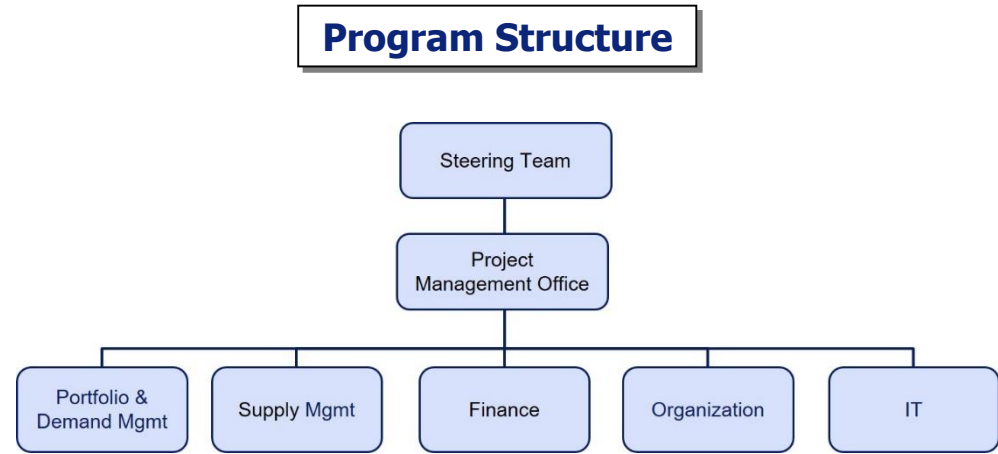 Program Structure
Steering Team
Project
Management Office
Portfolio &
Demand Mgmt
Supply Mgmt
Finance
Organization
IT